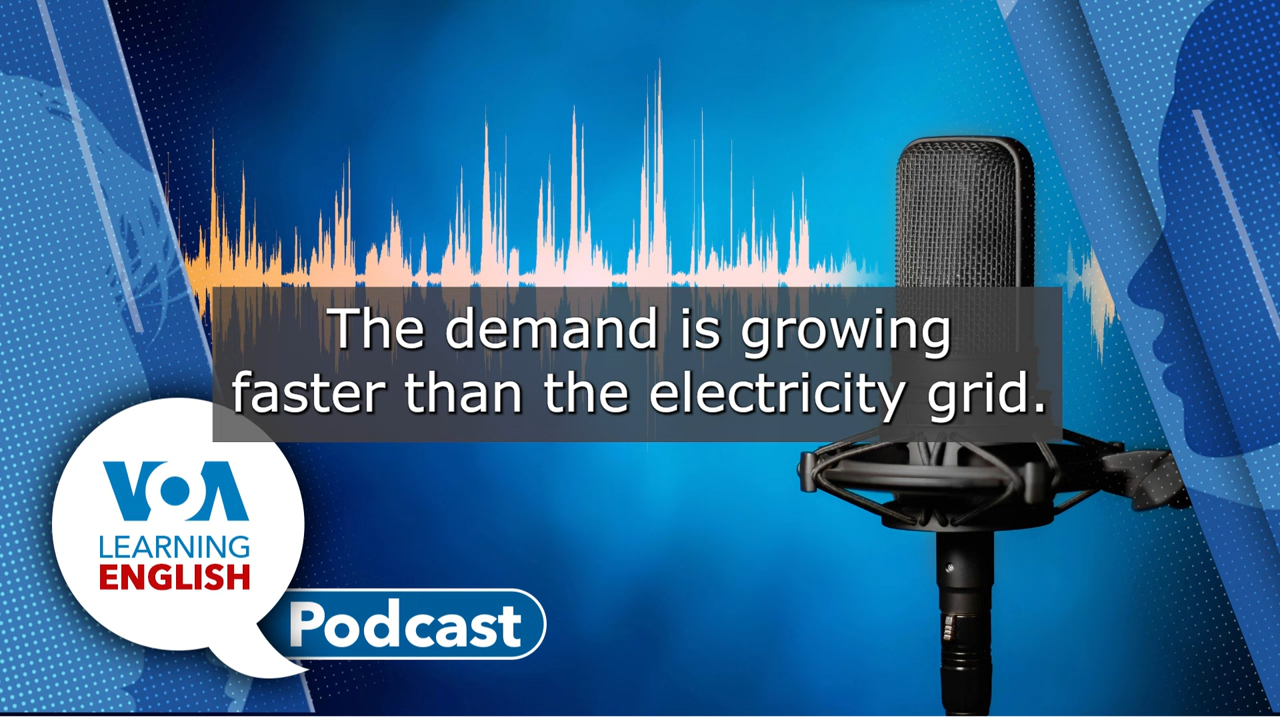 The demand is growing
faster than the electricity grid.
VOA
LEARNING
ENGLISH
Podcast